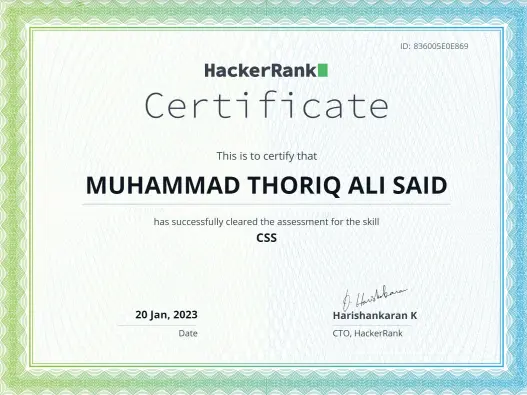 ID: 836005E0E869
HackerRank
Certificate
This is to certify that
MUHAMMAD THORIQ ALI SAID
has successfully cleared the assessment for the skill
CSS
20 Jan, 2023
Date
Harishankaran
Harishankaran K
CTO, HackerRank